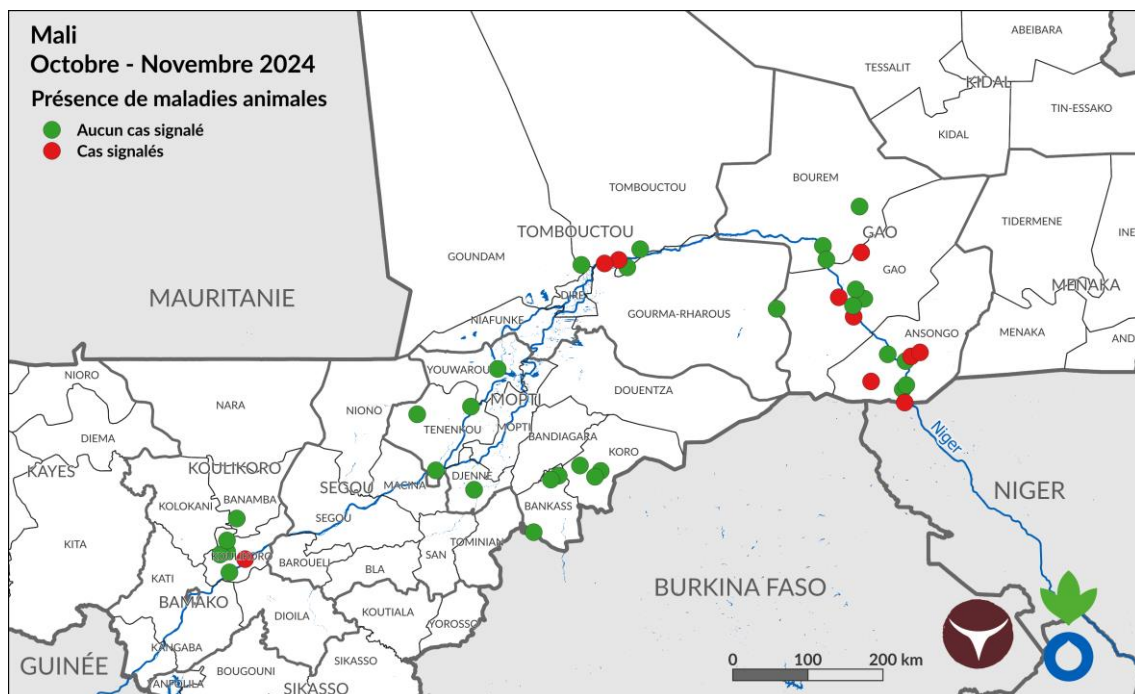 Mali
Octobre - Novembre 2024
Présence de maladies animales
Aucun cas signalé
Cas signalés
ABEIBARA
TESSALIT
KIDAL
TIN-ESSAKO
KIDAL
BOUREM
TOMBOUCTOU
TIDERMENE
INE
TOMBOUCTOU
GAO
GOUNDAM
GAO
MENAKA
MAURITANIE
DIRE
NIAFUNKE
GOURMA-RHAROUS
ANSONGO
MENAKA
AND
YOUWAROU
NIORO
DOUENTZA
NARA
NIONO
MOPTI
TENENKOU
MOPTI
BANDIAGARA
Niger
DIEMA
KORO
KAYES
KOULIKORO
DJENNE
SEGOU
MACINA
NIGER
BANAMBA
KOLOKANI
BANKASS
SEGOU
KITA
TOMINIAN
KOULIKORO
BAROUELI
SAN
KATI
BLA
BURKINA FASO
BAMAKO
DIOILA
KOUTIALA
YOROSSO
KANGABA
GUINÉE
BOUGOUNI
SIKASSO
SIKASSO
0 100 200 km